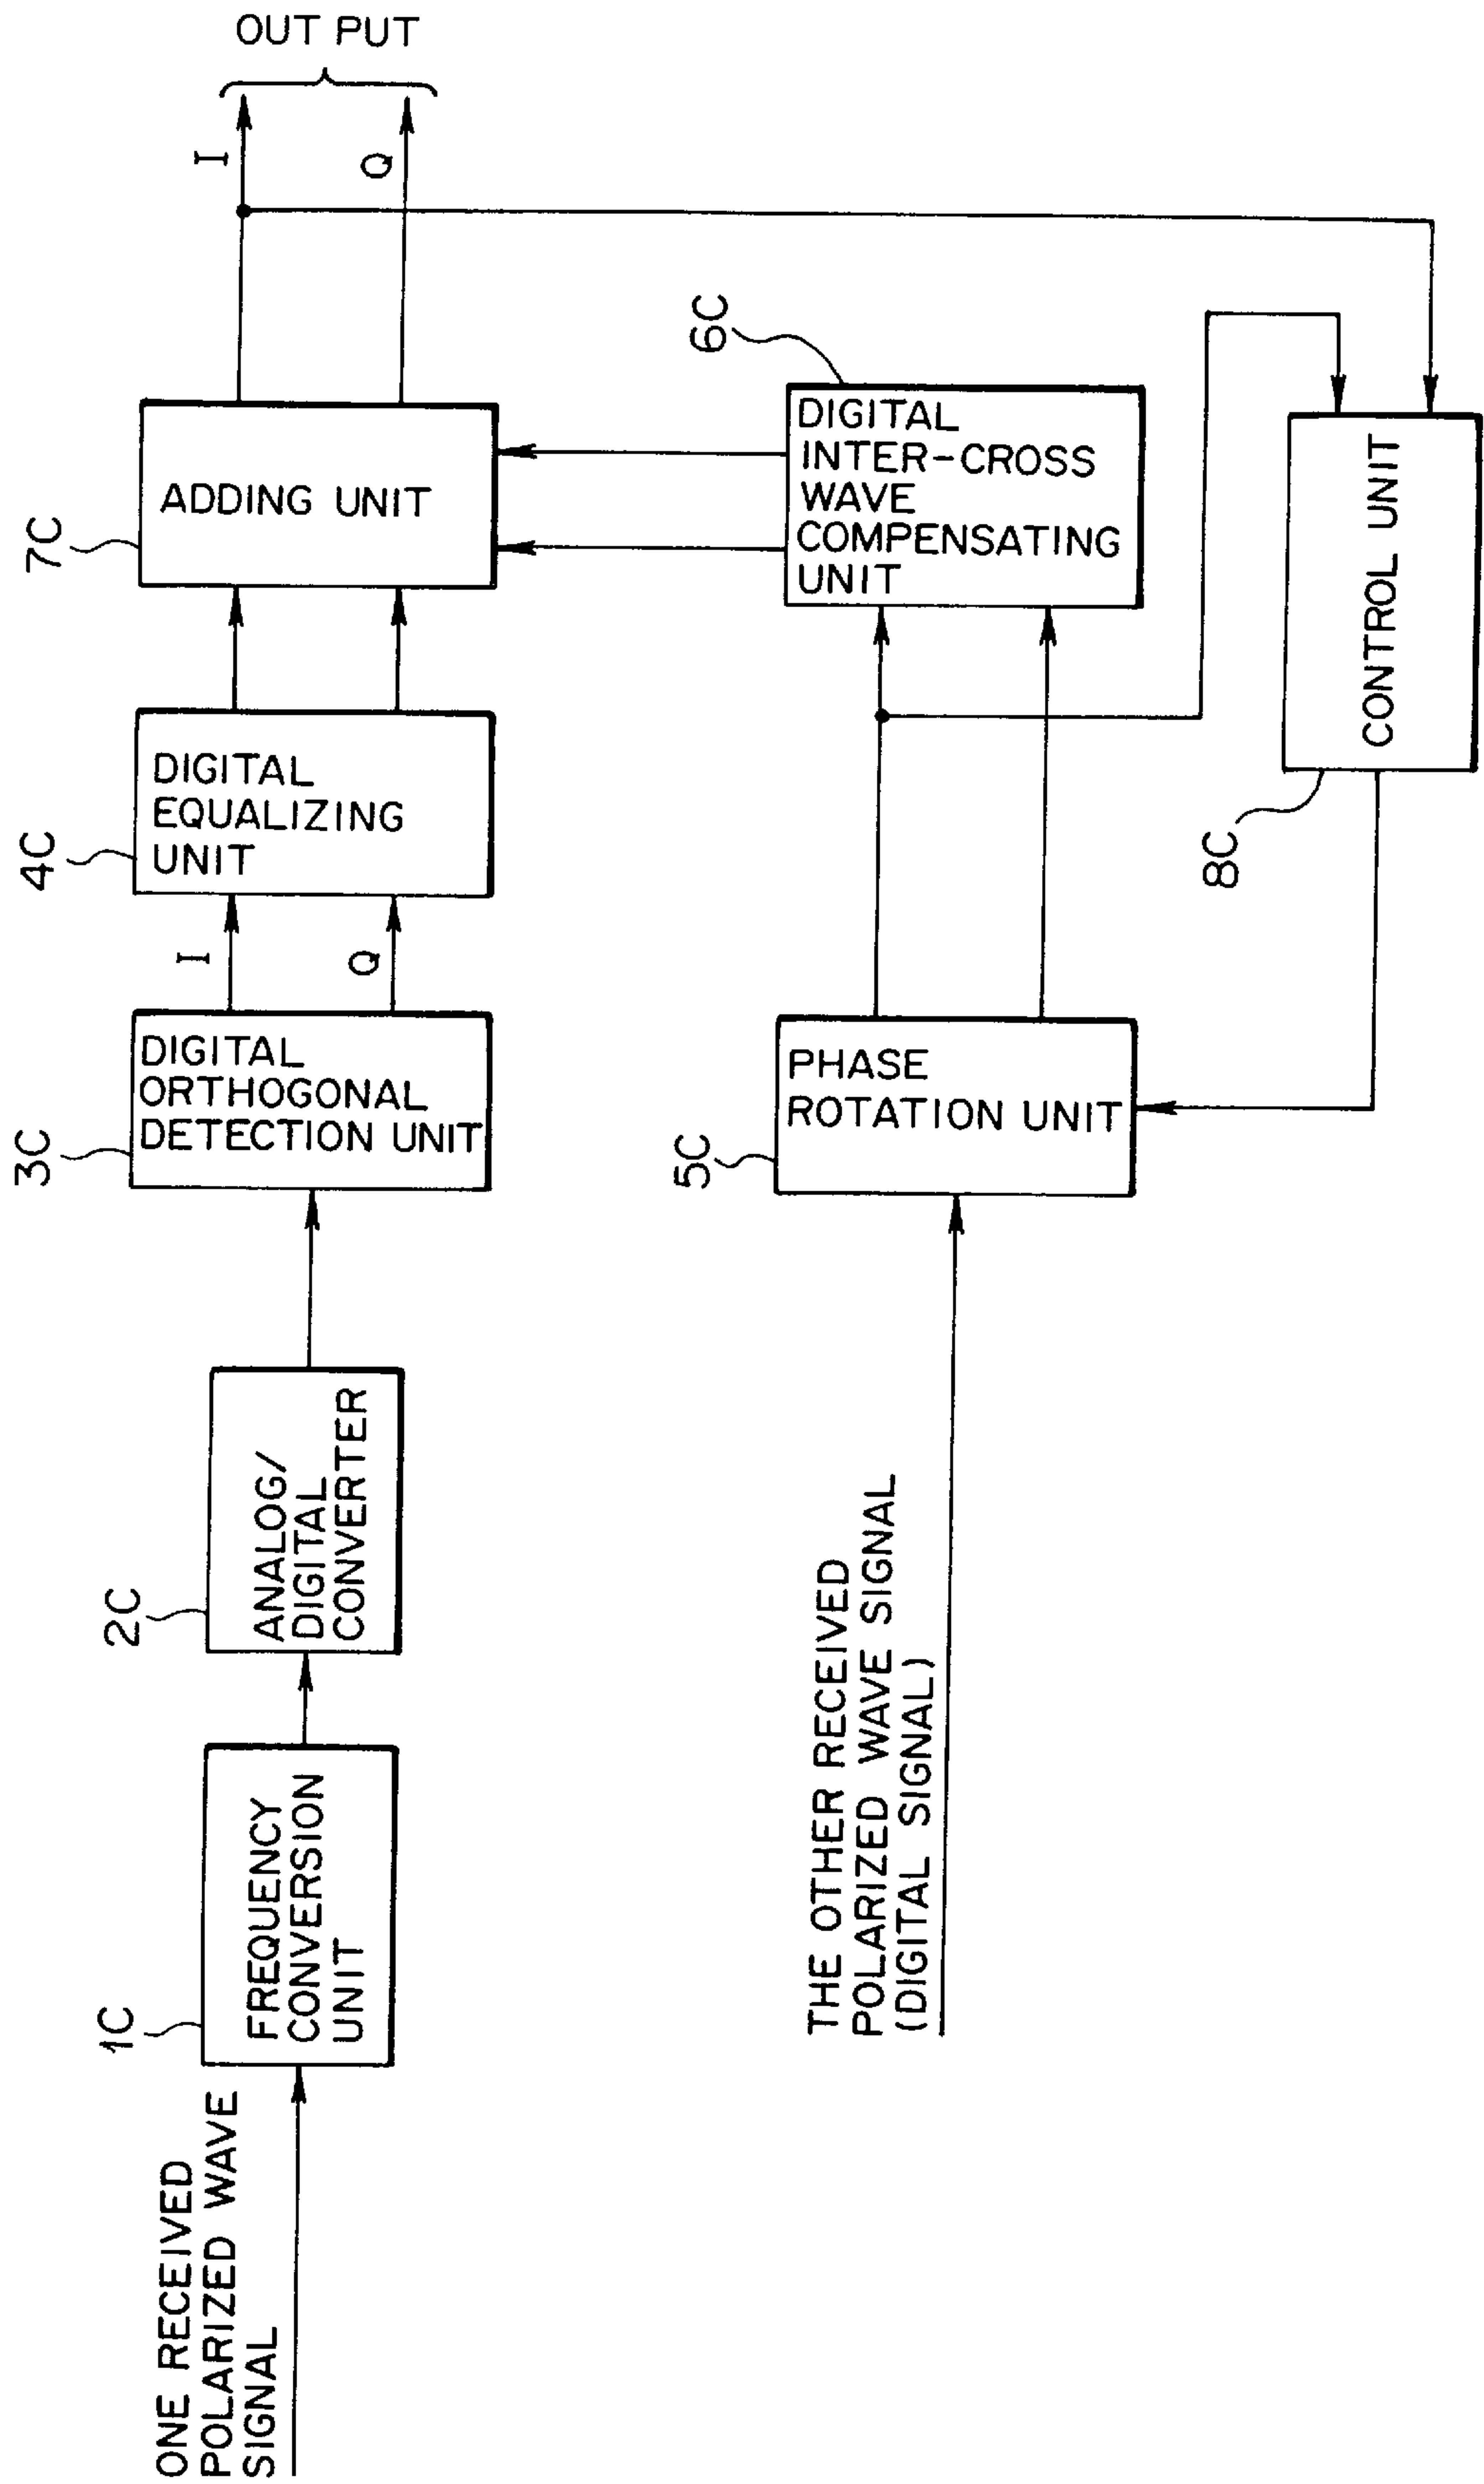 ONE RECEIVED
POLARIZED WAVE
SIGNAL
1C
FREQUENCY
CONVERSION
UNIT
2C
ANALOG/
DIGITAL
CONVERTER
3C
DIGITAL
ORTHOGONAL
DETECTION UNIT
I
Q
4C
DIGITAL
EQUALIZING
UNIT
7C
ADDING UNIT
I
Q
OUT PUT
THE OTHER RECEIVED
POLARIZED WAVE SIGNAL
(DIGITAL SIGNAL)
5C
PHASE
ROTATION UNIT
6C
DIGITAL
INTER-CROSS
WAVE
COMPENSATING
UNIT
8C
CONTROL UNIT